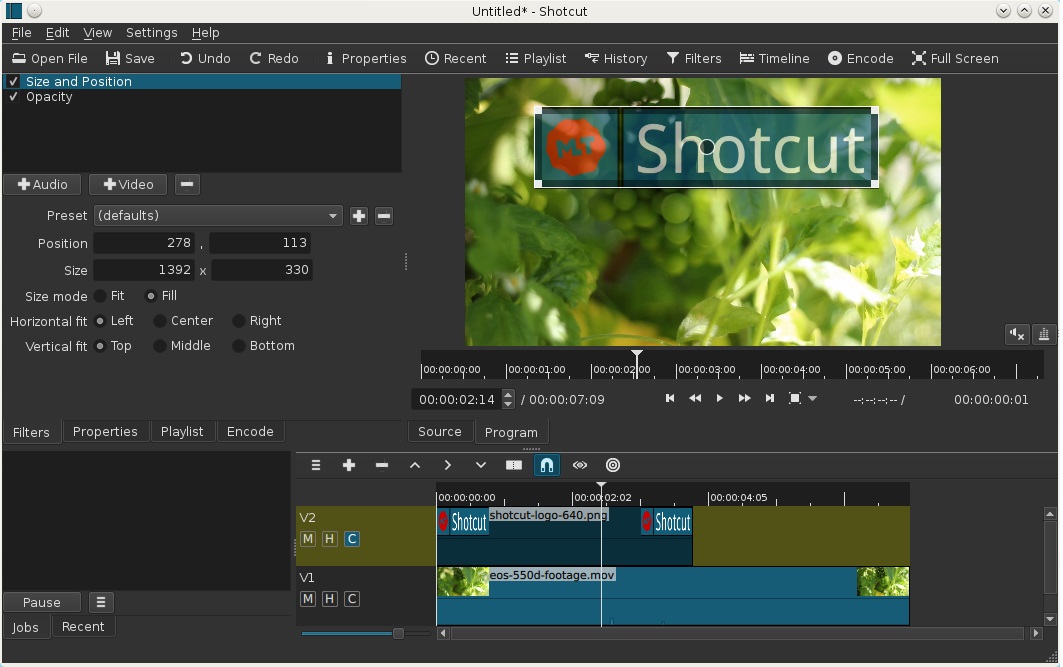 Untitled* - Shotcut
File Edit View Settings Help
Open File Save Undo Redo Properties Recent Playlist History Filters Timeline Encode Full Screen
Size and Position
Opacity
MLT Shotcut
Audio Video
Preset (defaults)
Position 278 , 113
Size 1392 x 330
Size mode Fit Fill
Horizontal fit Left Center Right
Vertical fit Top Middle Bottom
00:00:00:00 00:00:01:00 00:00:02:00 00:00:03:00 00:00:04:00 00:00:05:00 00:00:06:00
00:00:02:14 / 00:00:07:09 --:--:--:-- / 00:00:00:01
Filters Properties Playlist Encode
Source Program
00:00:00:00 00:00:02:02 00:00:04:05
V2
Shotcut shotcut-logo-640.png Shotcut
M H C
V1
eos-550d-footage.mov
M H C
Pause
Jobs Recent